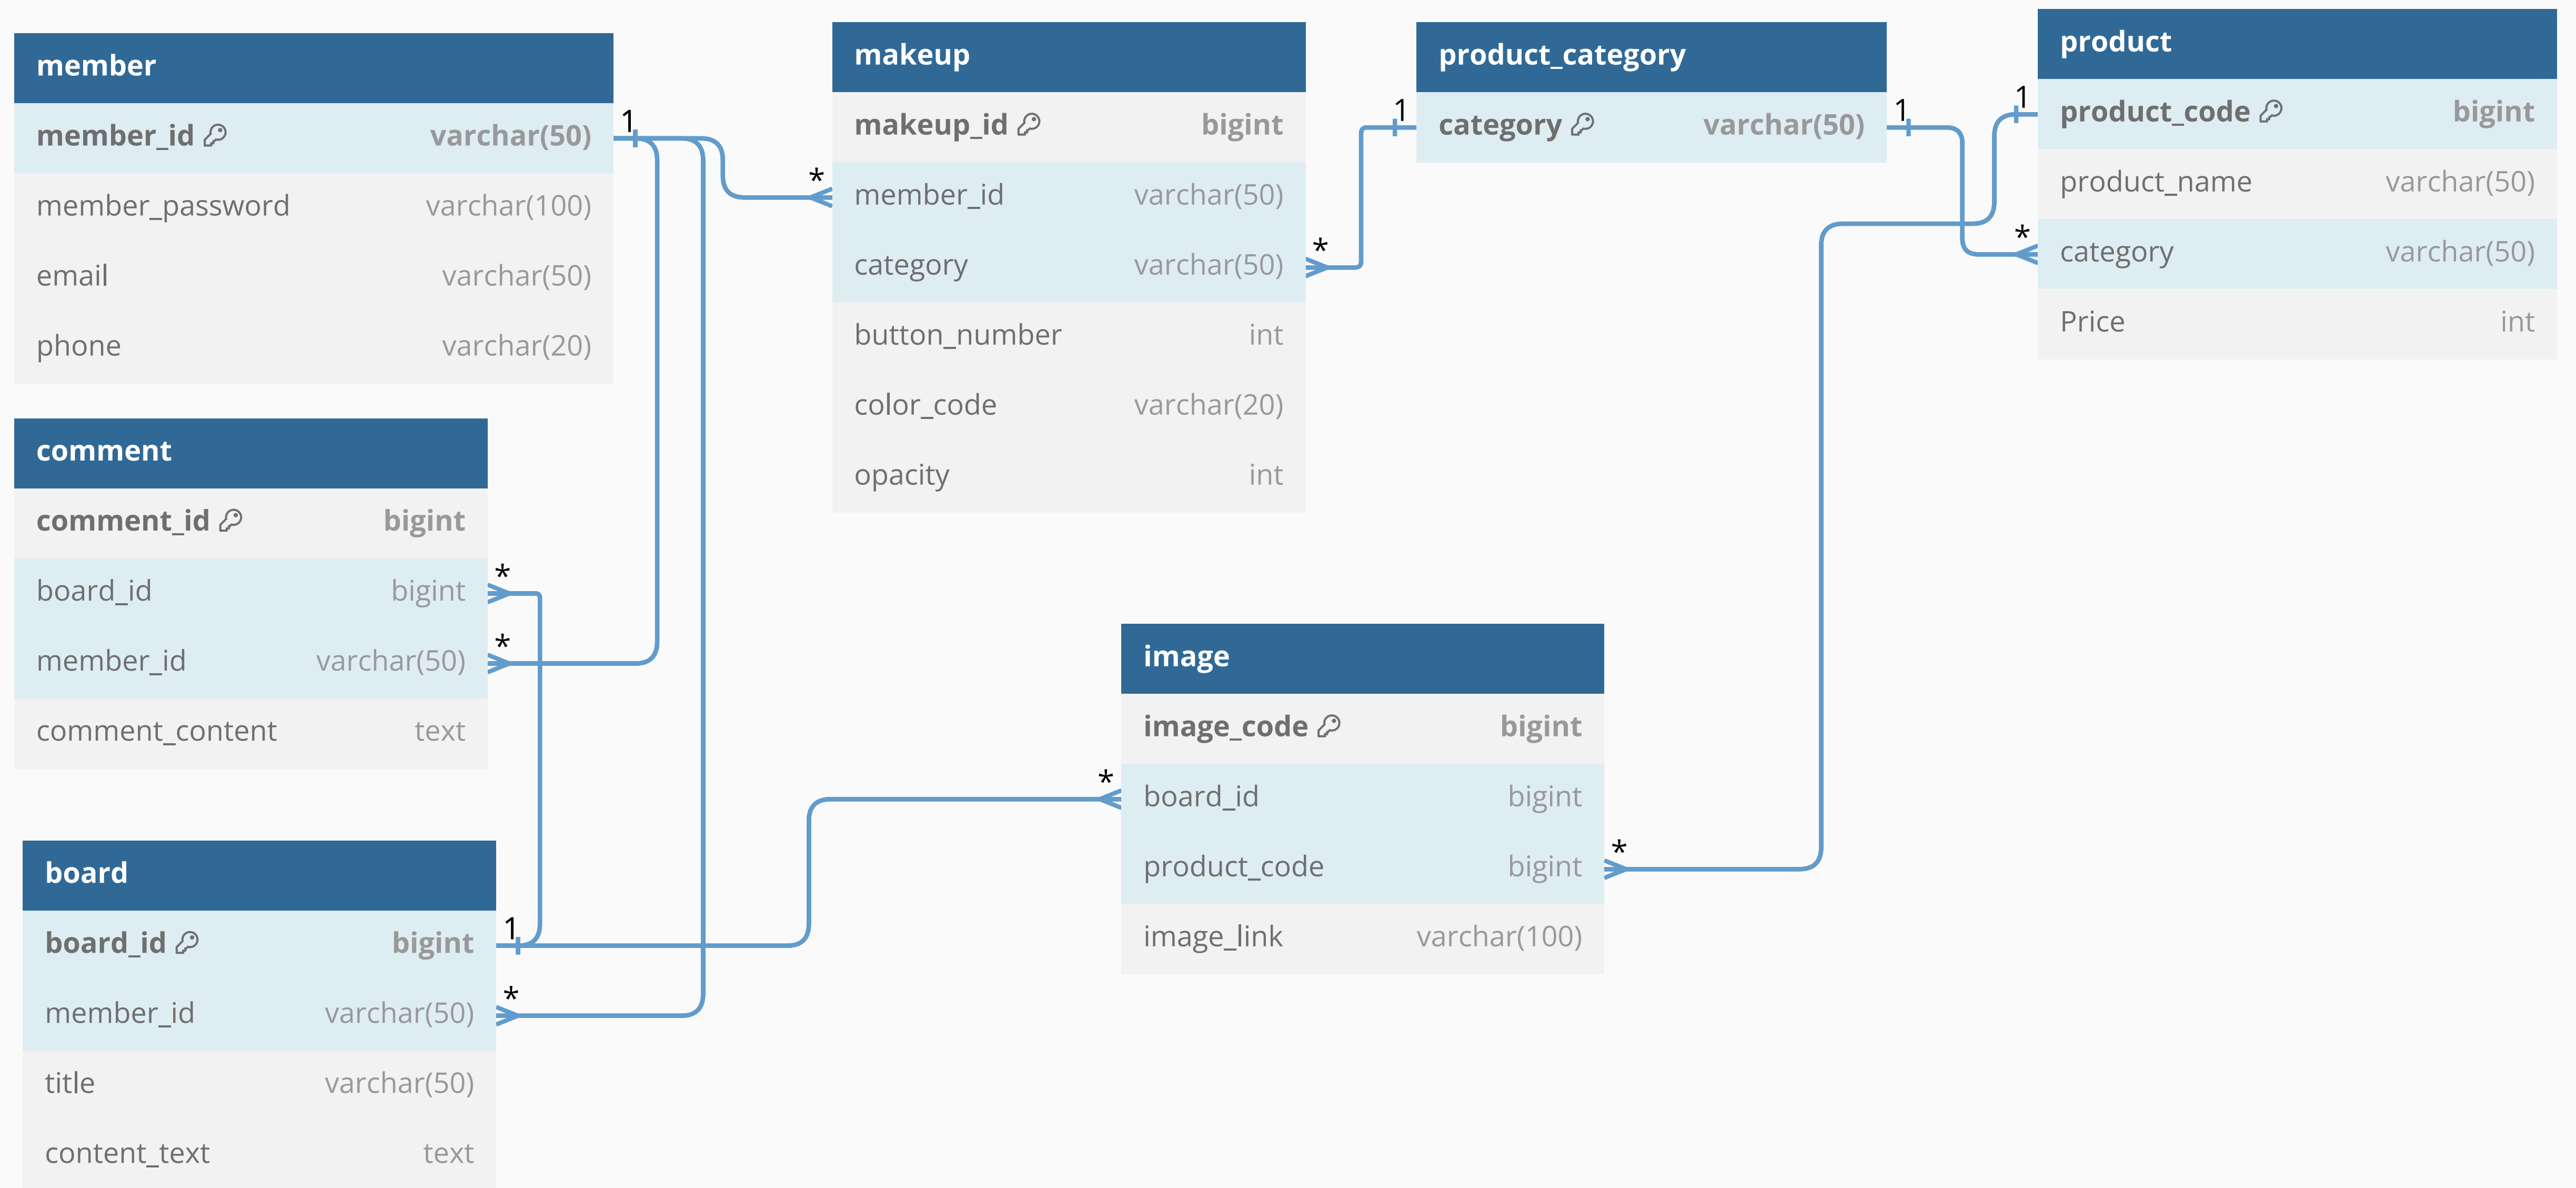 member
member_id varchar(50)
member_password varchar(100)
email varchar(50)
phone varchar(20)
1
makeup
makeup_id bigint
* member_id varchar(50)
category varchar(50) *
button_number int
color_code varchar(20)
opacity int
product_category
1 category varchar(50) 1
product
1 product_code bigint
product_name varchar(50)
* category varchar(50)
Price int
comment
comment_id bigint
board_id bigint *
member_id varchar(50) *
comment_content text
image
image_code bigint
* board_id bigint
product_code bigint *
image_link varchar(100)
board
board_id bigint 1
member_id varchar(50) *
title varchar(50)
content_text text